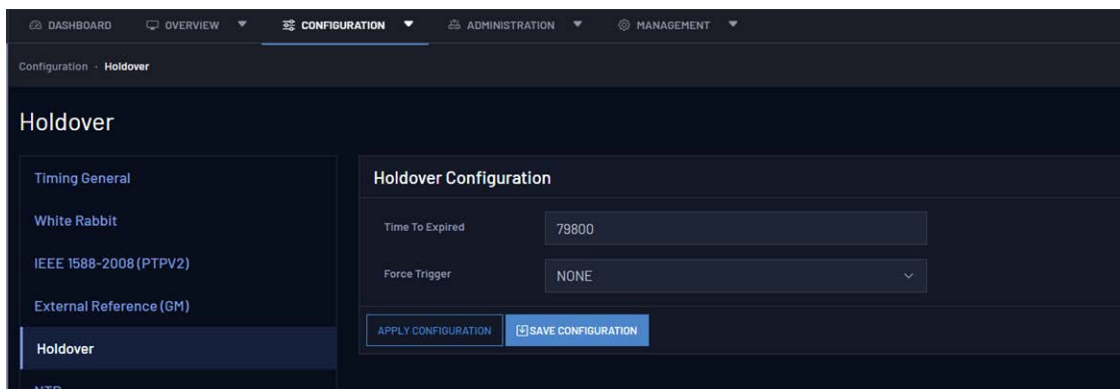 DASHBOARD OVERVIEW CONFIGURATION ADMINISTRATION MANAGEMENT
Configuration · Holdover
Holdover
Timing General
White Rabbit
IEEE 1588-2008 (PTPV2)
External Reference (GM)
Holdover
NTP
Holdover Configuration
Time To Expired 79800
Force Trigger NONE
APPLY CONFIGURATION SAVE CONFIGURATION